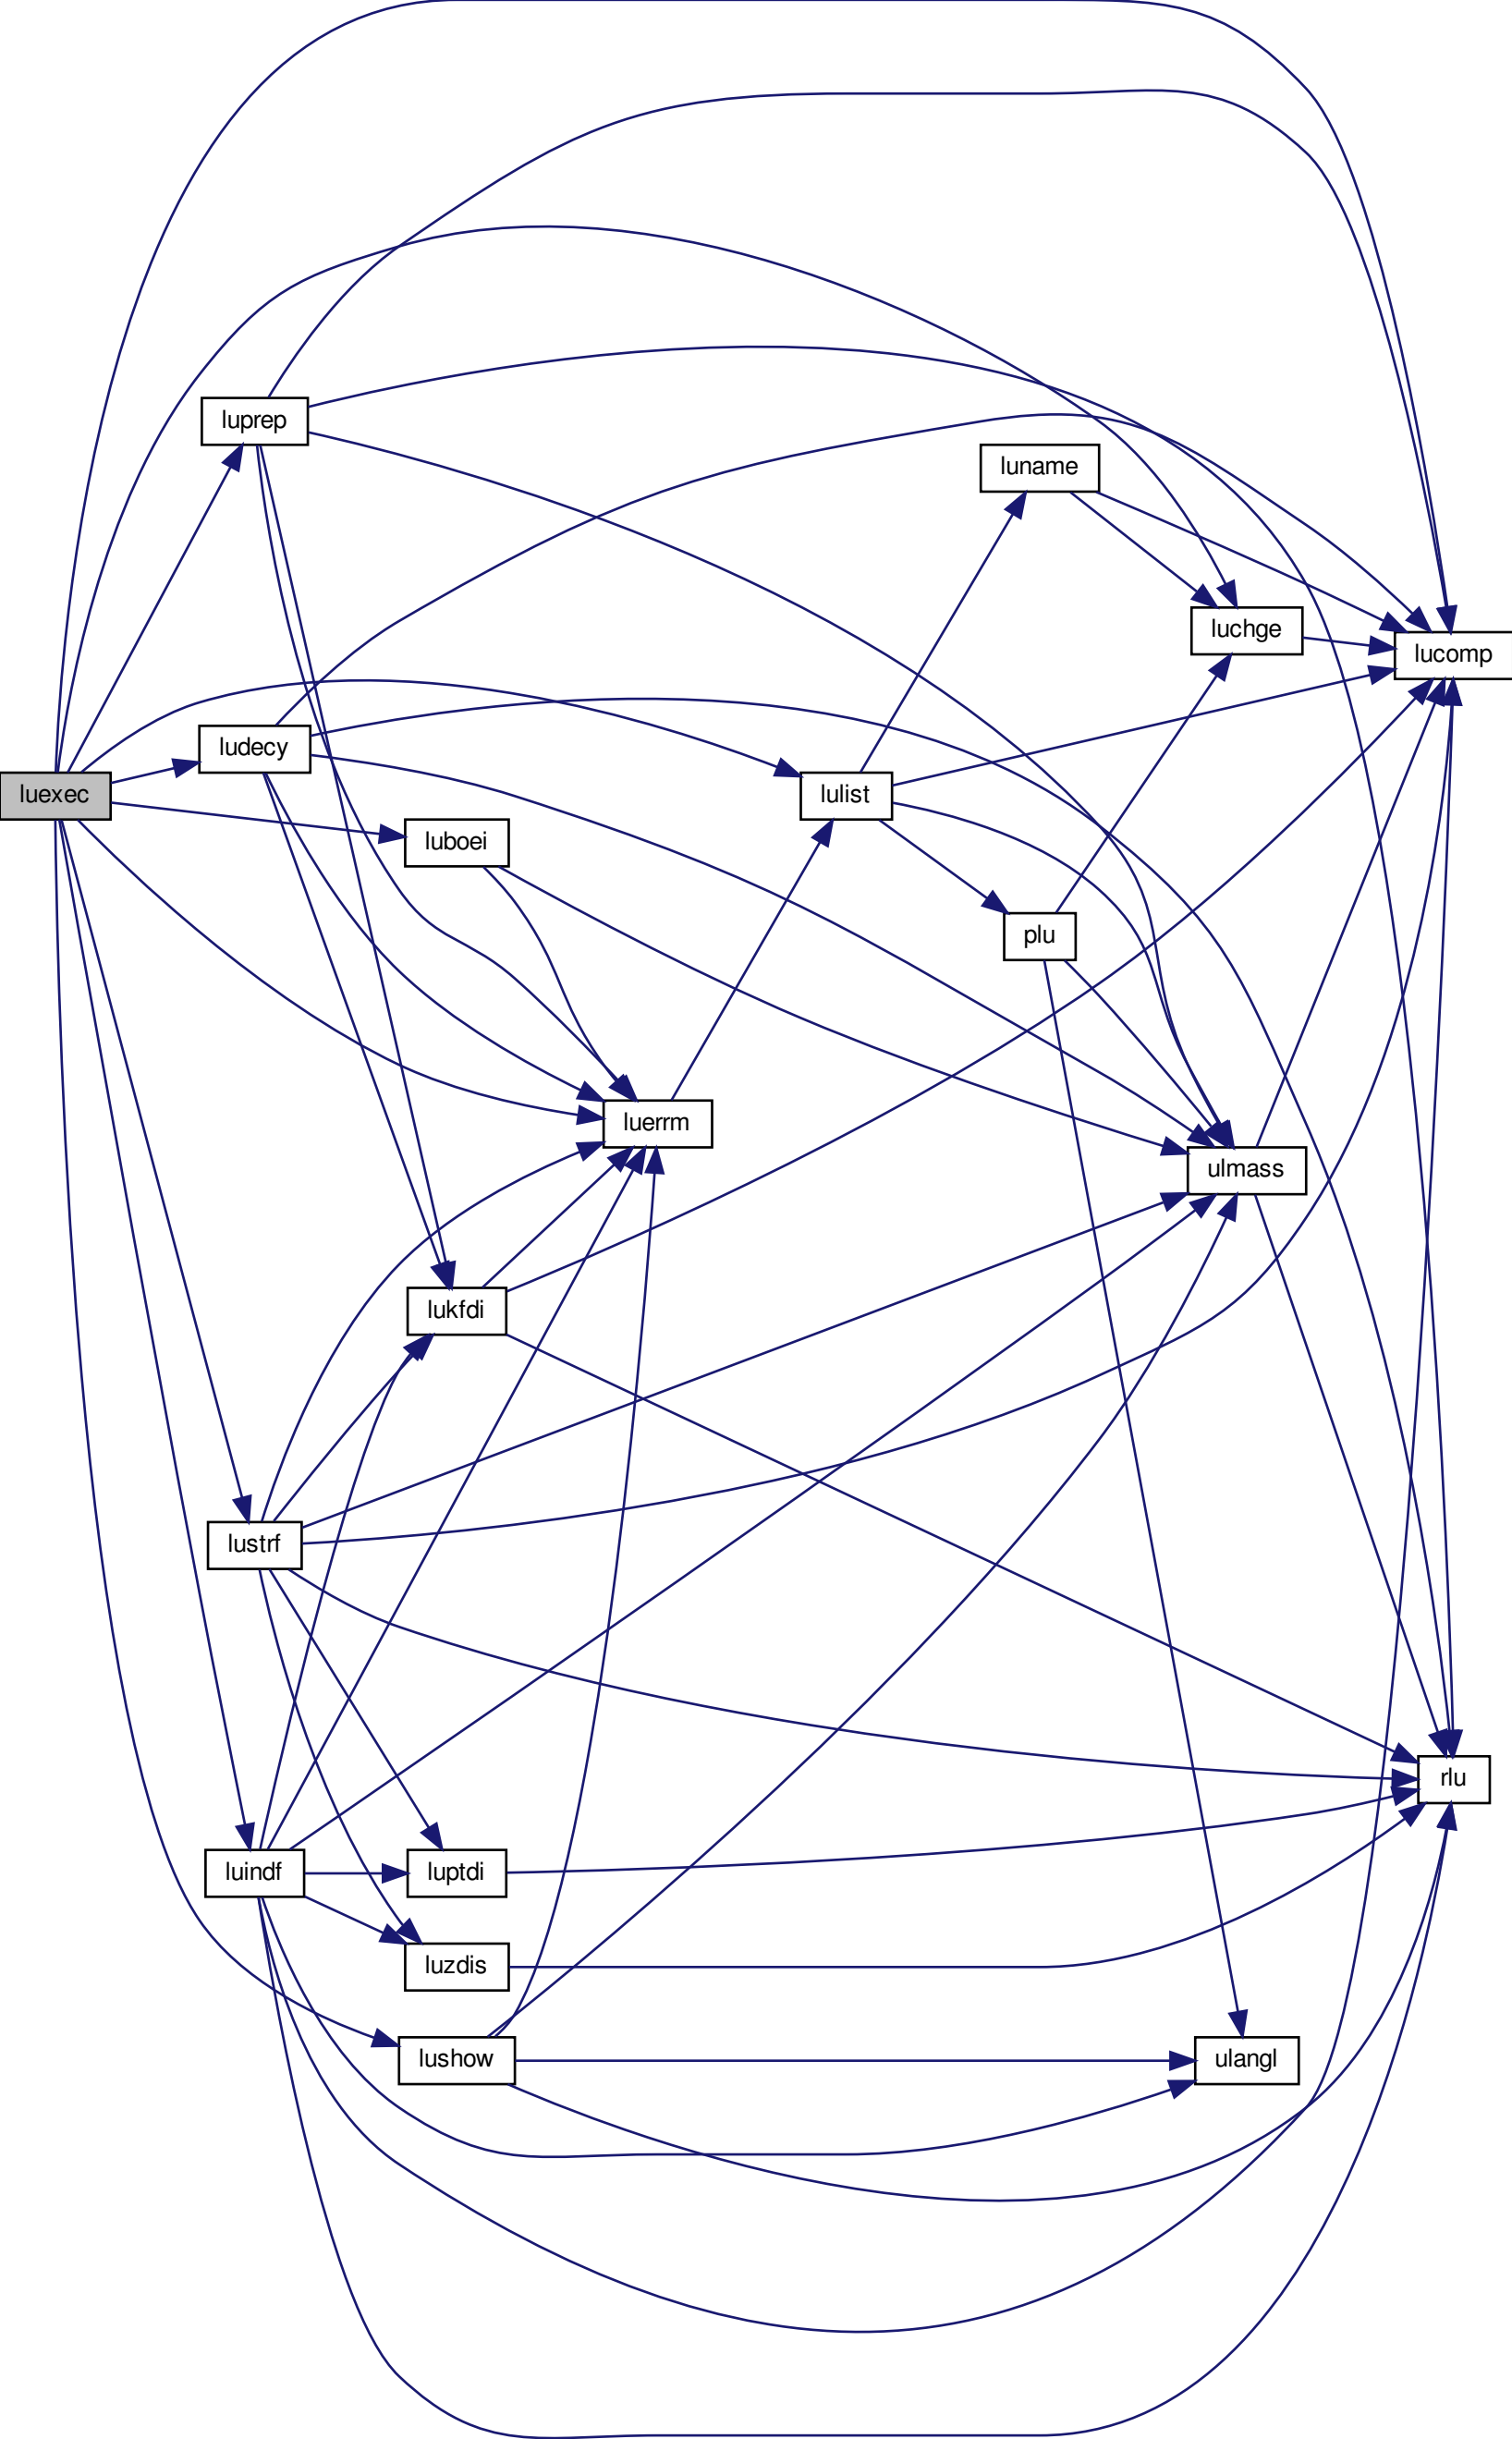 luprep
luname
luchge
lucomp
ludecy
luexec
lulist
luboei
plu
luerrm
ulmass
lukfdi
lustrf
rlu
luindf
luptdi
luzdis
lushow
ulangl